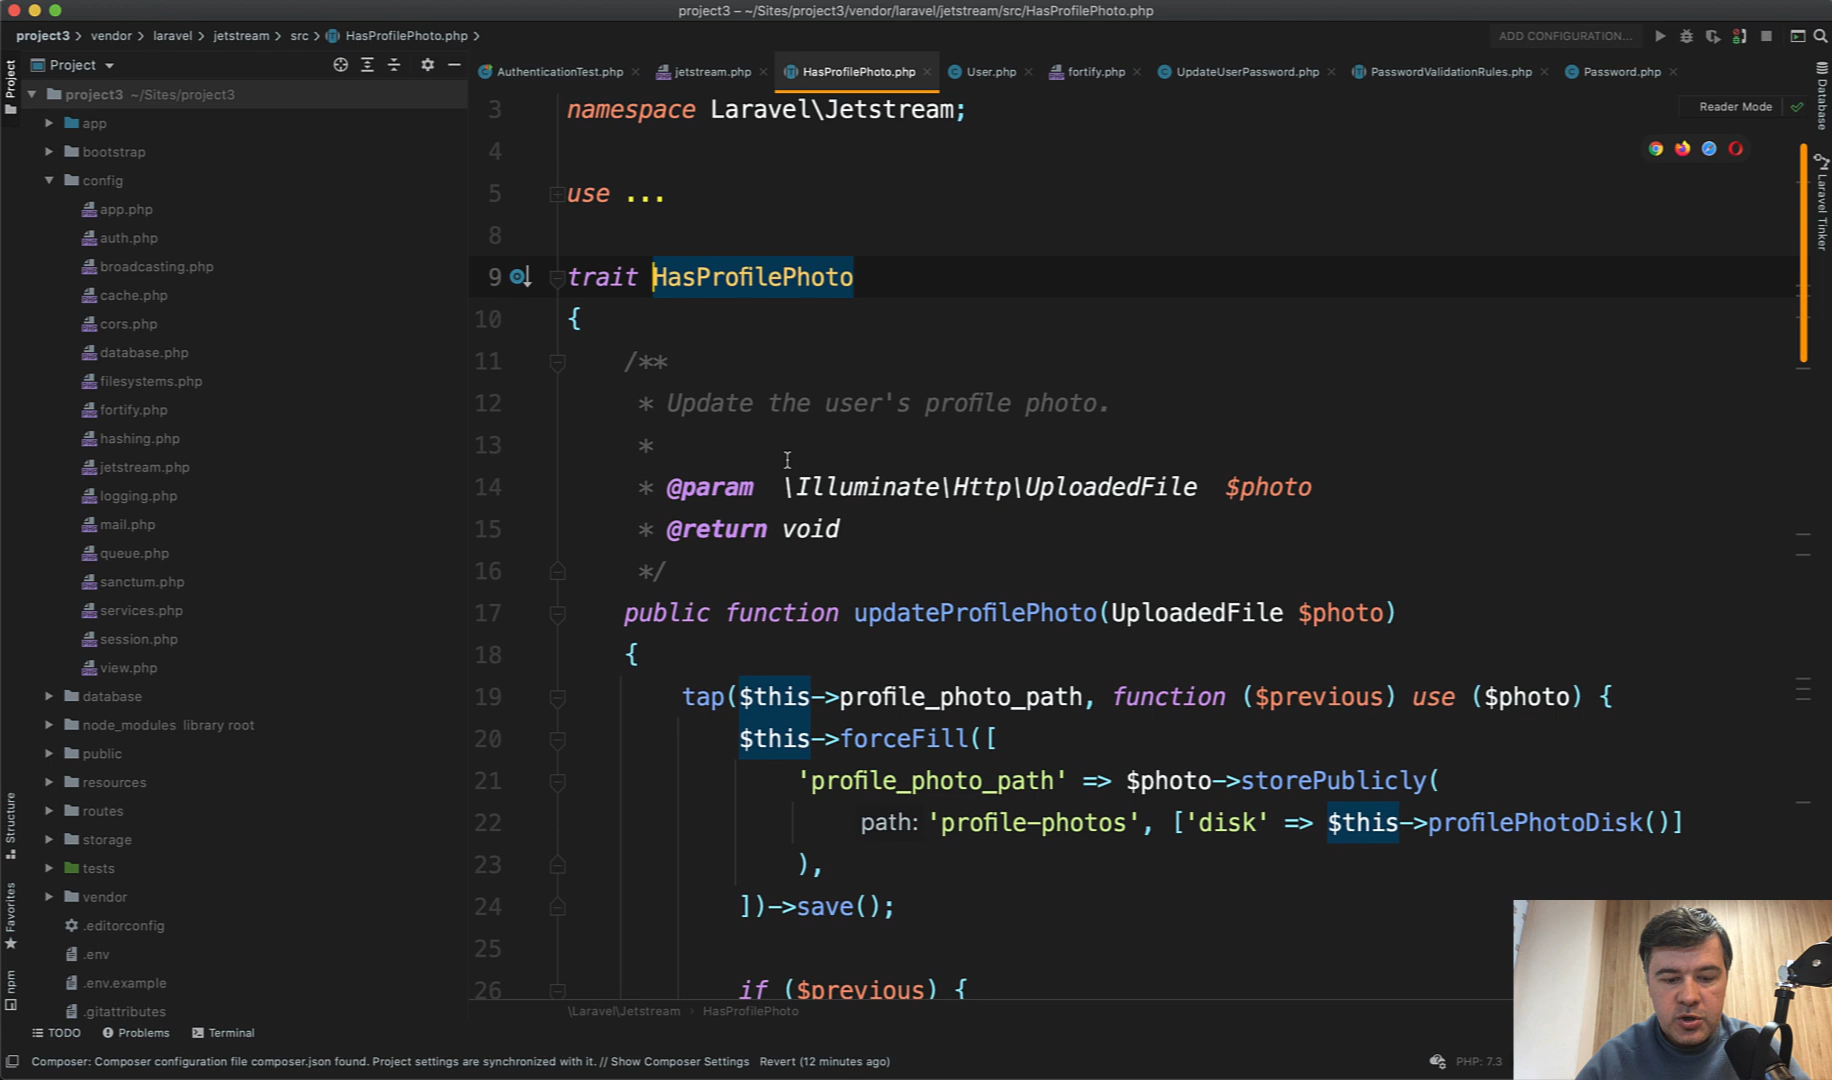 project3 – ~/Sites/project3/vendor/laravel/jetstream/src/HasProfilePhoto.php
project3 > vendor > laravel > jetstream > src > HasProfilePhoto.php >
ADD CONFIGURATION...
Project
AuthenticationTest.php × jetstream.php × HasProfilePhoto.php × User.php × fortify.php × UpdateUserPassword.php × PasswordValidationRules.php × Password.php ×
Project
Structure
Favorites
npm
Database
Laravel Tinker
Reader Mode
project3 ~/Sites/project3
app
bootstrap
config
app.php
auth.php
broadcasting.php
cache.php
cors.php
database.php
filesystems.php
fortify.php
hashing.php
jetstream.php
logging.php
mail.php
queue.php
sanctum.php
services.php
session.php
view.php
database
node_modules library root
public
resources
routes
storage
tests
vendor
.editorconfig
.env
.env.example
.gitattributes
3 namespace Laravel\Jetstream;
4
5 use ...
8
9 trait HasProfilePhoto
10 {
11 /**
12 * Update the user's profile photo.
13 *
14 * @param \Illuminate\Http\UploadedFile $photo
15 * @return void
16 */
17 public function updateProfilePhoto(UploadedFile $photo)
18 {
19 tap($this->profile_photo_path, function ($previous) use ($photo) {
20 $this->forceFill([
21 'profile_photo_path' => $photo->storePublicly(
22 path: 'profile-photos', ['disk' => $this->profilePhotoDisk()]
23 ),
24 ])->save();
25
26 if ($previous) {
\Laravel\Jetstream > HasProfilePhoto
TODO Problems Terminal
Composer: Composer configuration file composer.json found. Project settings are synchronized with it. // Show Composer Settings Revert (12 minutes ago)
PHP: 7.3